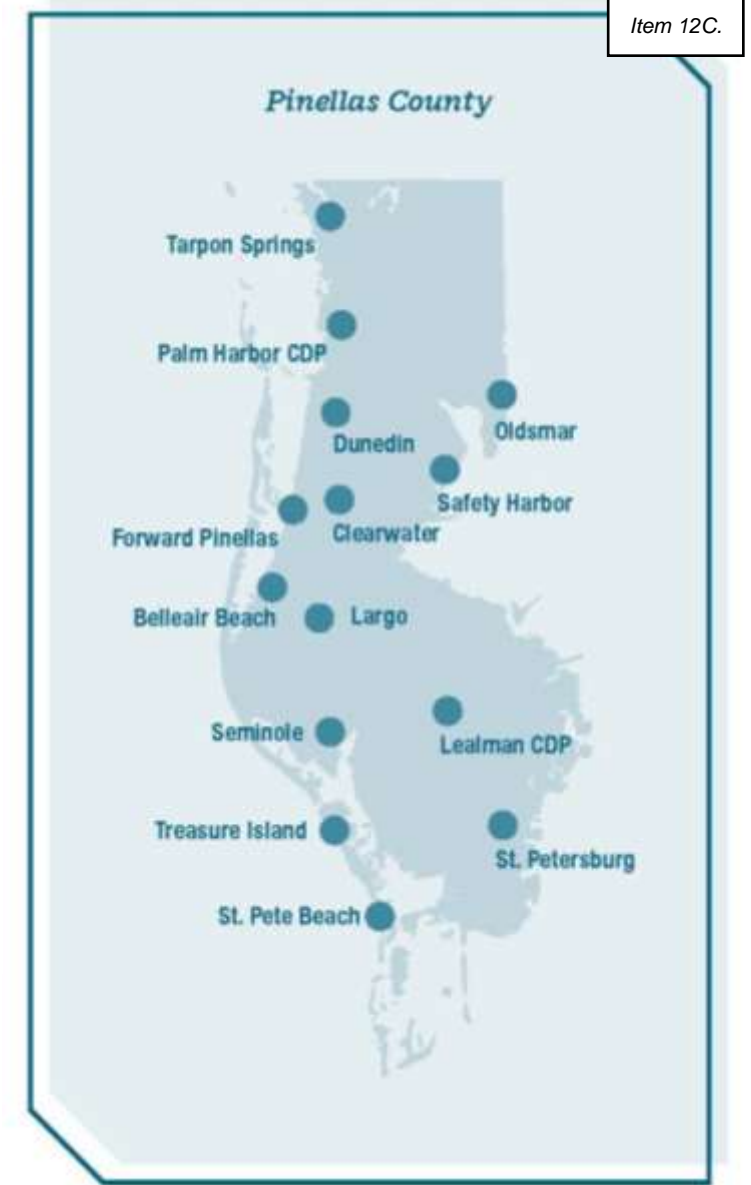 Item 12C.
Pinellas County
Tarpon Springs
Palm Harbor CDP
Oldsmar
Dunedin
Safety Harbor
Clearwater
Forward Pinellas
Belleair Beach
Largo
Seminole
Lealman CDP
Treasure Island
St. Petersburg
St. Pete Beach